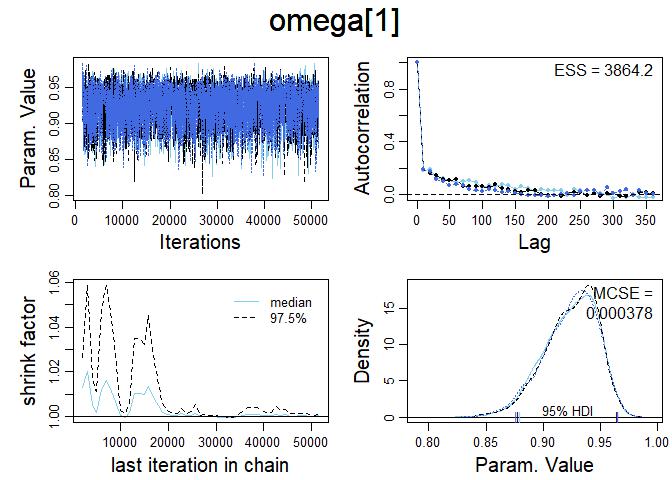 omega[1]
Param. Value
0.80 0.85 0.90 0.95
0 10000 20000 30000 40000 50000
Iterations
Autocorrelation
0.0 0.4 0.8
ESS = 3864.2
0 50 100 150 200 250 300 350
Lag
shrink factor
1.00 1.02 1.04 1.06
median
97.5%
10000 20000 30000 40000 50000
last iteration in chain
Density
0 5 10 15
MCSE =
0.000378
95% HDI
0.80 0.85 0.90 0.95 1.00
Param. Value